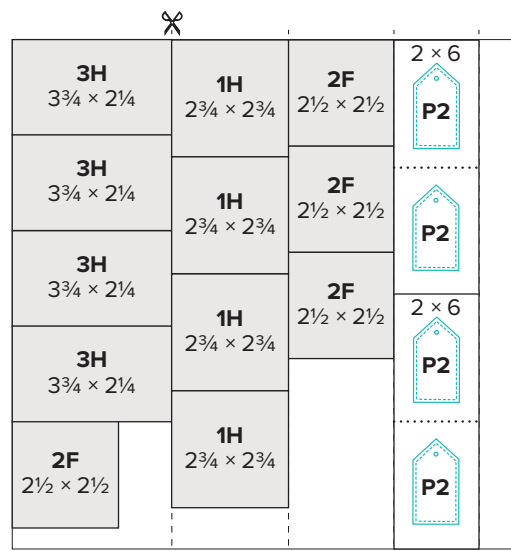 3H
3¾ × 2¼
3H
3¾ × 2¼
3H
3¾ × 2¼
3H
3¾ × 2¼
2F
2½ × 2½
1H
2¾ × 2¾
1H
2¾ × 2¾
1H
2¾ × 2¾
1H
2¾ × 2¾
2F
2½ × 2½
2F
2½ × 2½
2F
2½ × 2½
2 × 6
P2
P2
2 × 6
P2
P2